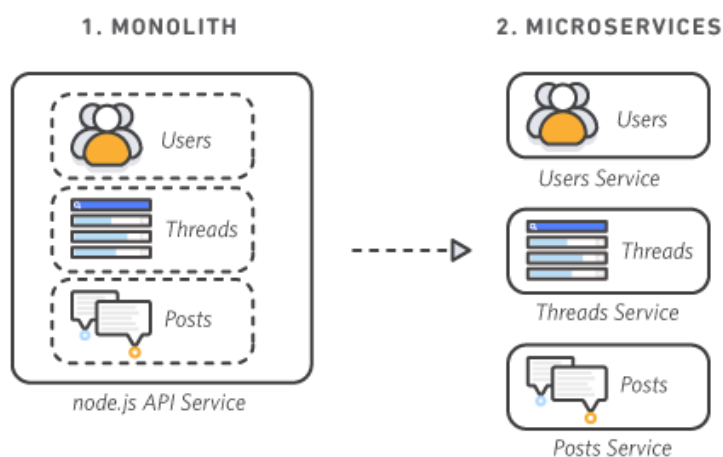 1. MONOLITH
Users
Threads
Posts
node.js API Service
2. MICROSERVICES
Users
Users Service
Threads
Threads Service
Posts
Posts Service